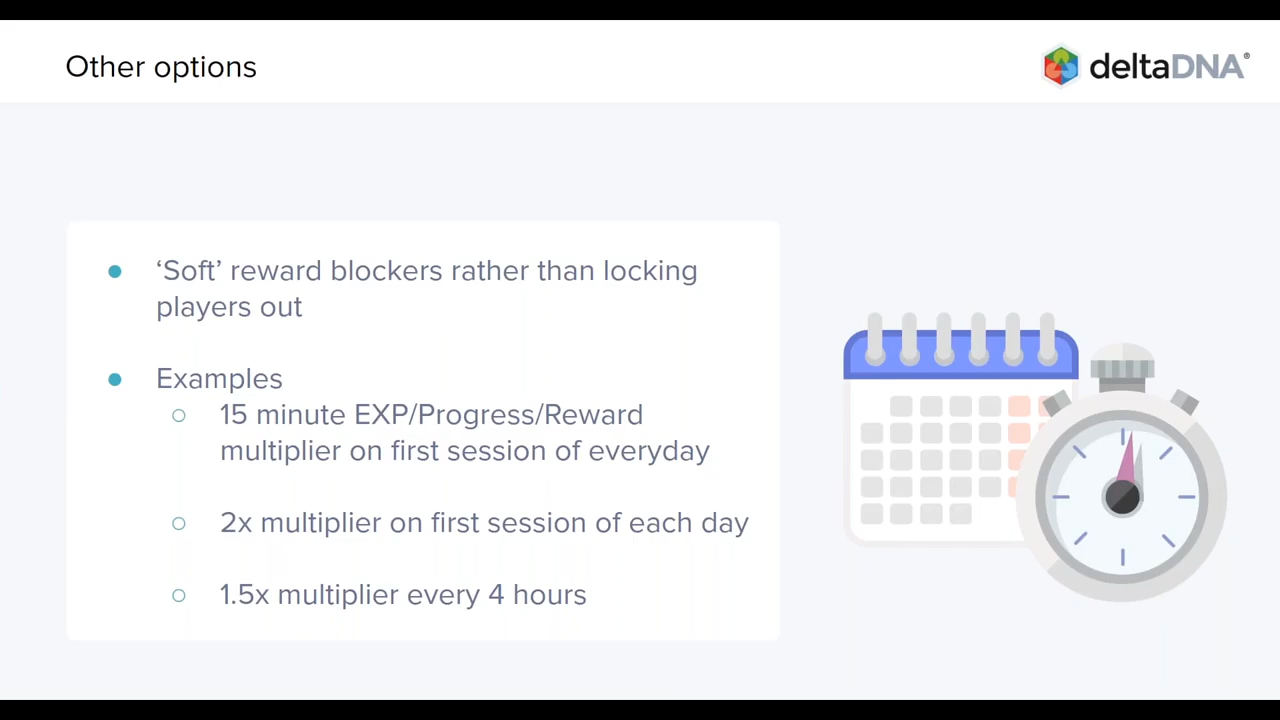 Other options
deltaDNA®
● ‘Soft’ reward blockers rather than locking
players out
● Examples
○ 15 minute EXP/Progress/Reward
multiplier on first session of everyday
○ 2x multiplier on first session of each day
○ 1.5x multiplier every 4 hours